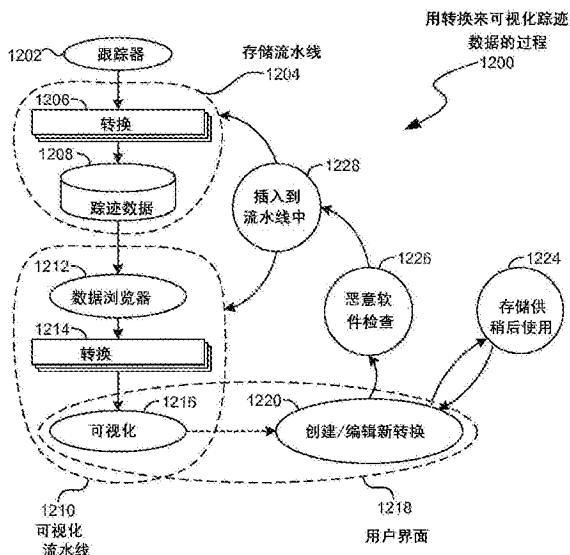 用转换来可视化踪迹
数据的过程
1200
1202
跟踪器
存储流水线
1204
1206
转换
1208
踪迹数据
1228
插入到
流水线中
1212
数据浏览器
1226
恶意软
件检查
1224
存储供
稍后使用
1214
转换
1216
可视化
1220
创建/编辑新转换
1210
可视化
流水线
1218
用户界面